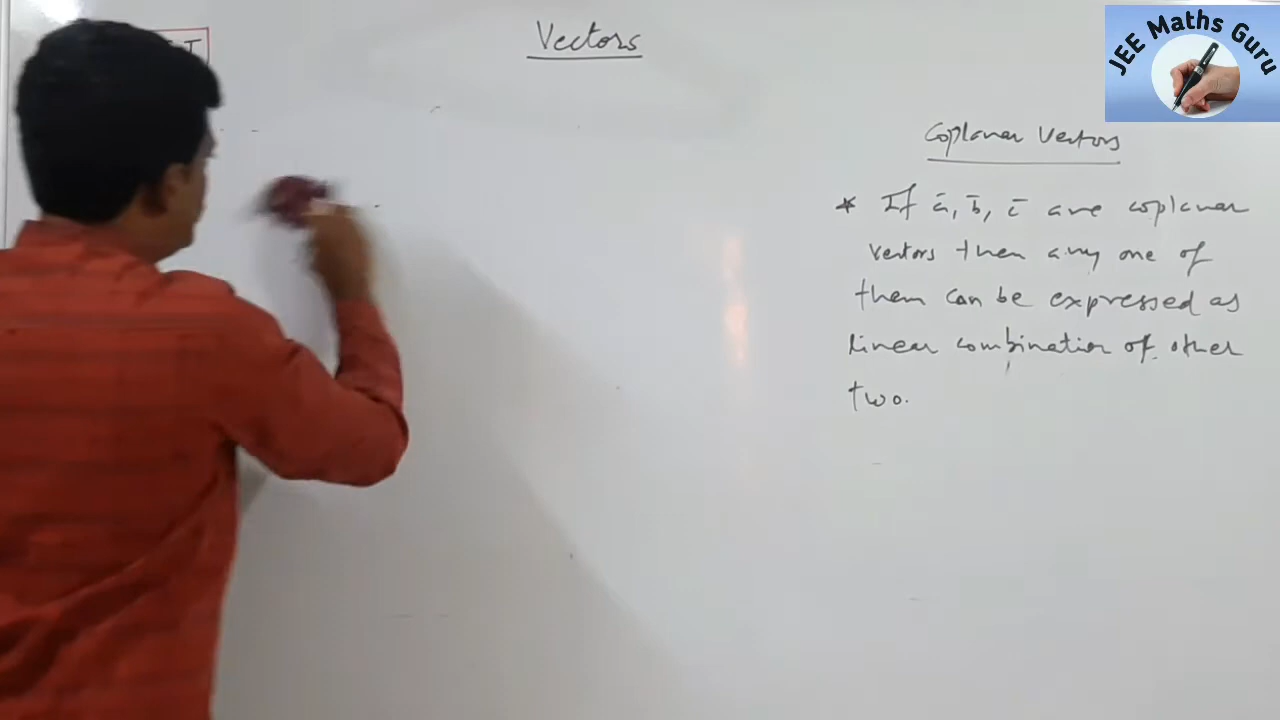 Vectors
JEE Maths Guru
Coplanar Vectors
* If a̅, b̅, c̅ are coplanar
vectors then any one of
them can be expressed as
linear combination of other
two.